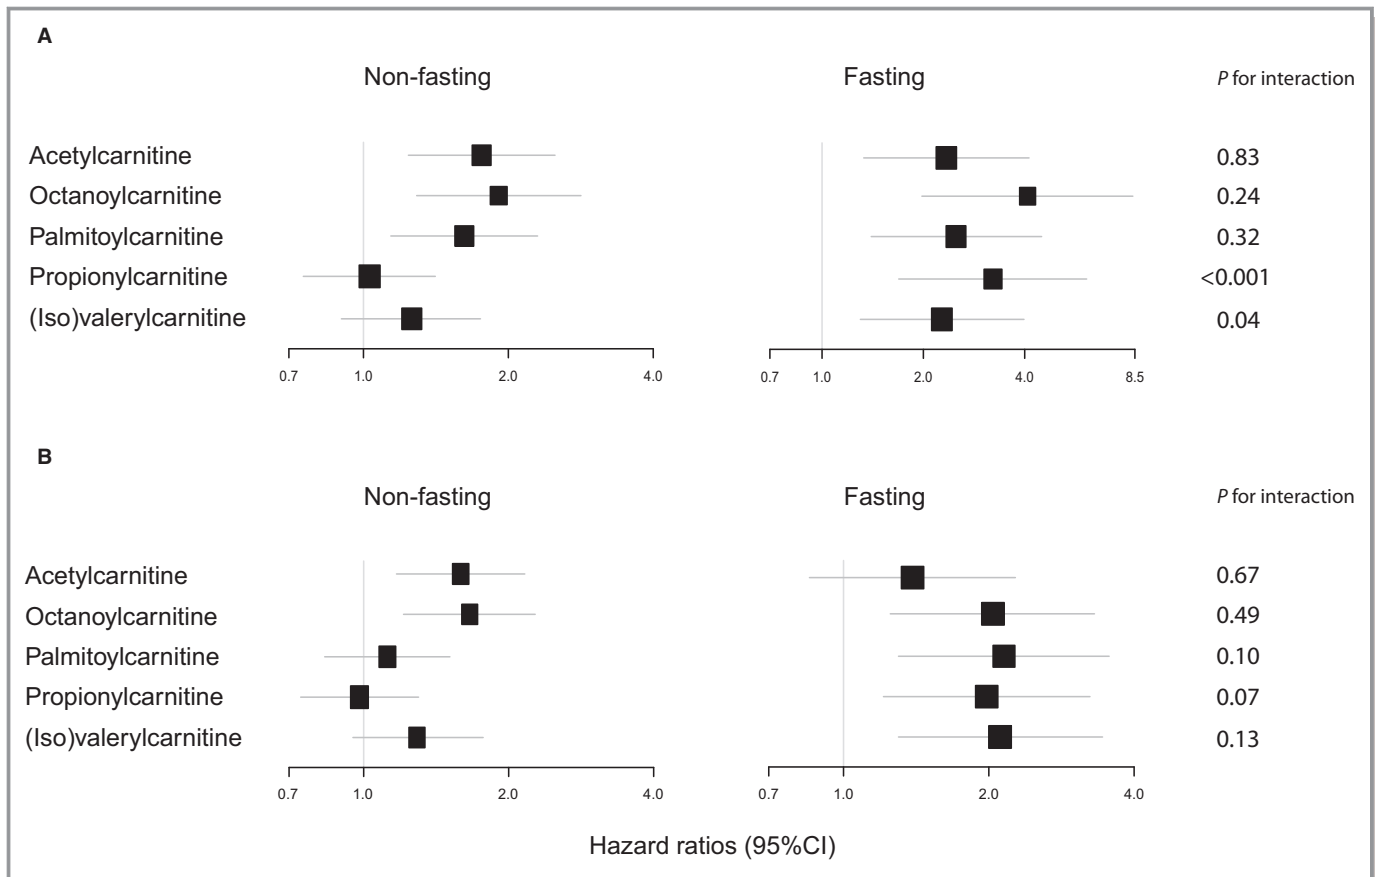 A
Non-fasting Fasting P for interaction
Acetylcarnitine 0.83
Octanoylcarnitine 0.24
Palmitoylcarnitine 0.32
Propionylcarnitine <0.001
(Iso)valerylcarnitine 0.04
0.7 1.0 2.0 4.0 0.7 1.0 2.0 4.0 8.5
B
Non-fasting Fasting P for interaction
Acetylcarnitine 0.67
Octanoylcarnitine 0.49
Palmitoylcarnitine 0.10
Propionylcarnitine 0.07
(Iso)valerylcarnitine 0.13
0.7 1.0 2.0 4.0 0.7 1.0 2.0 4.0
Hazard ratios (95%CI)